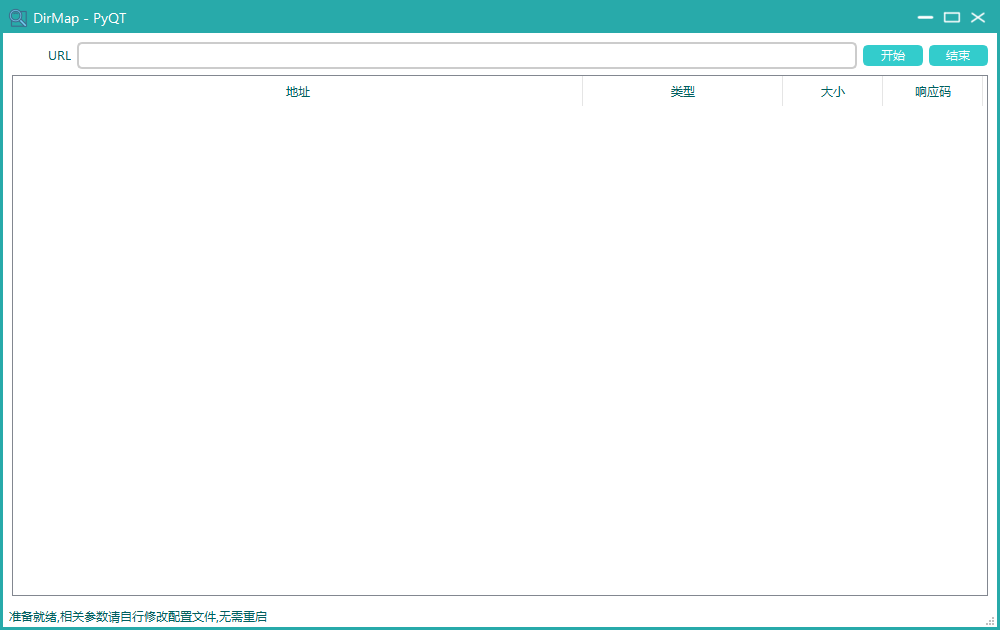 DirMap - PyQT
URL 开始 结束
地址 类型 大小 响应码
准备就绪,相关参数请自行修改配置文件,无需重启